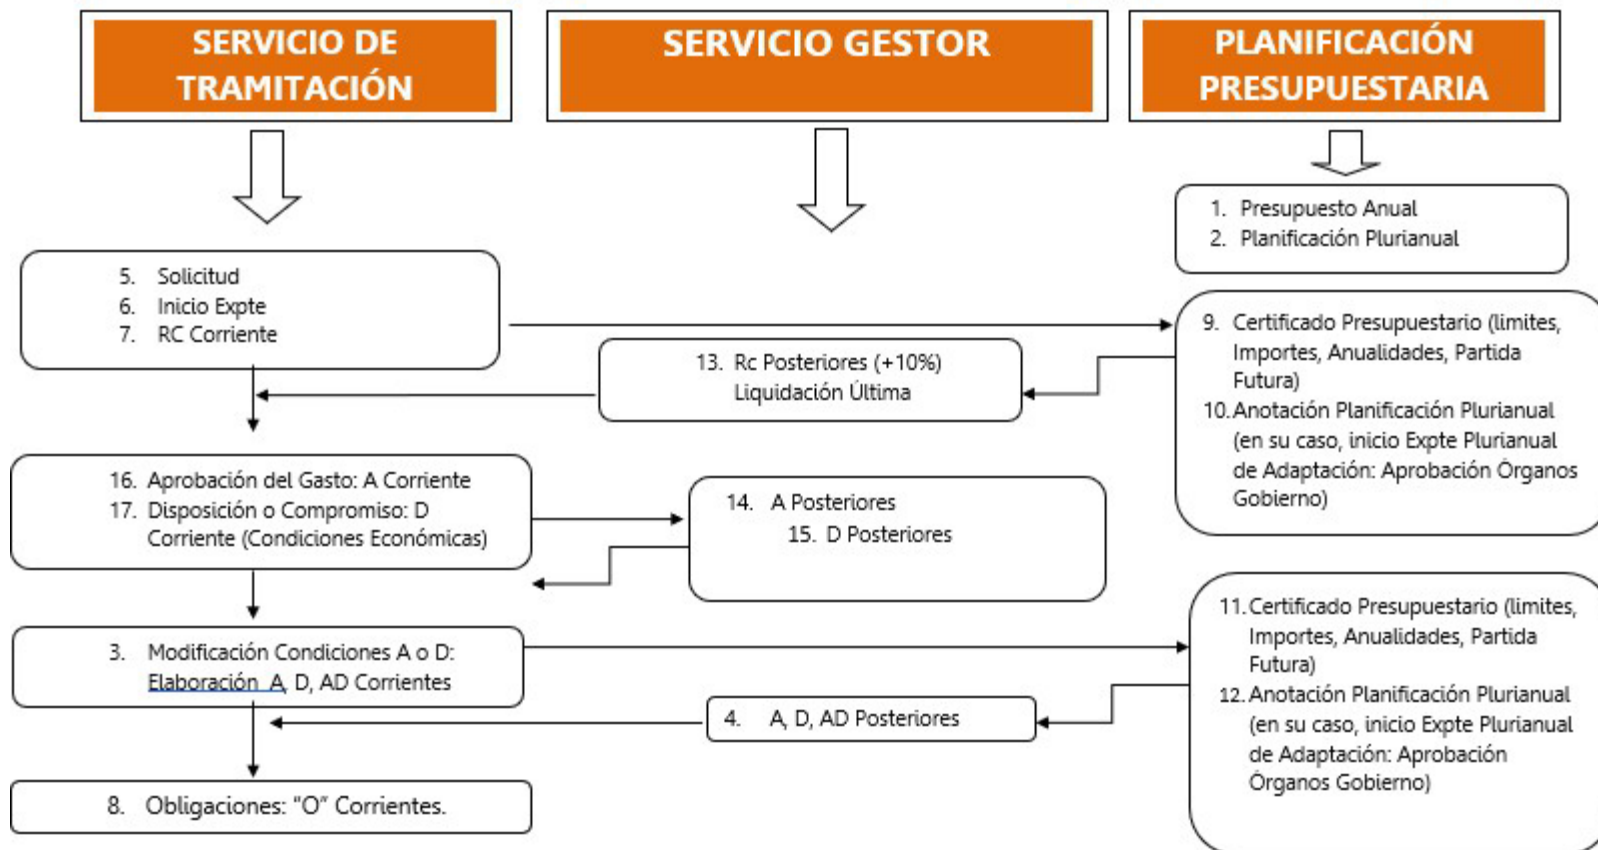 SERVICIO DE
TRAMITACIÓN
SERVICIO GESTOR
PLANIFICACIÓN
PRESUPUESTARIA
1. Presupuesto Anual
2. Planificación Plurianual
5. Solicitud
6. Inicio Expte
7. RC Corriente
9. Certificado Presupuestario (limites,
Importes, Anualidades, Partida
Futura)
10. Anotación Planificación Plurianual
(en su caso, inicio Expte Plurianual
de Adaptación: Aprobación Órganos
Gobierno)
13. Rc Posteriores (+10%)
Liquidación Última
16. Aprobación del Gasto: A Corriente
17. Disposición o Compromiso: D
Corriente (Condiciones Económicas)
14. A Posteriores
15. D Posteriores
3. Modificación Condiciones A o D:
Elaboración A, D, AD Corrientes
11. Certificado Presupuestario (limites,
Importes, Anualidades, Partida
Futura)
12. Anotación Planificación Plurianual
(en su caso, inicio Expte Plurianual
de Adaptación: Aprobación
Órganos Gobierno)
4. A, D, AD Posteriores
8. Obligaciones: "O" Corrientes.